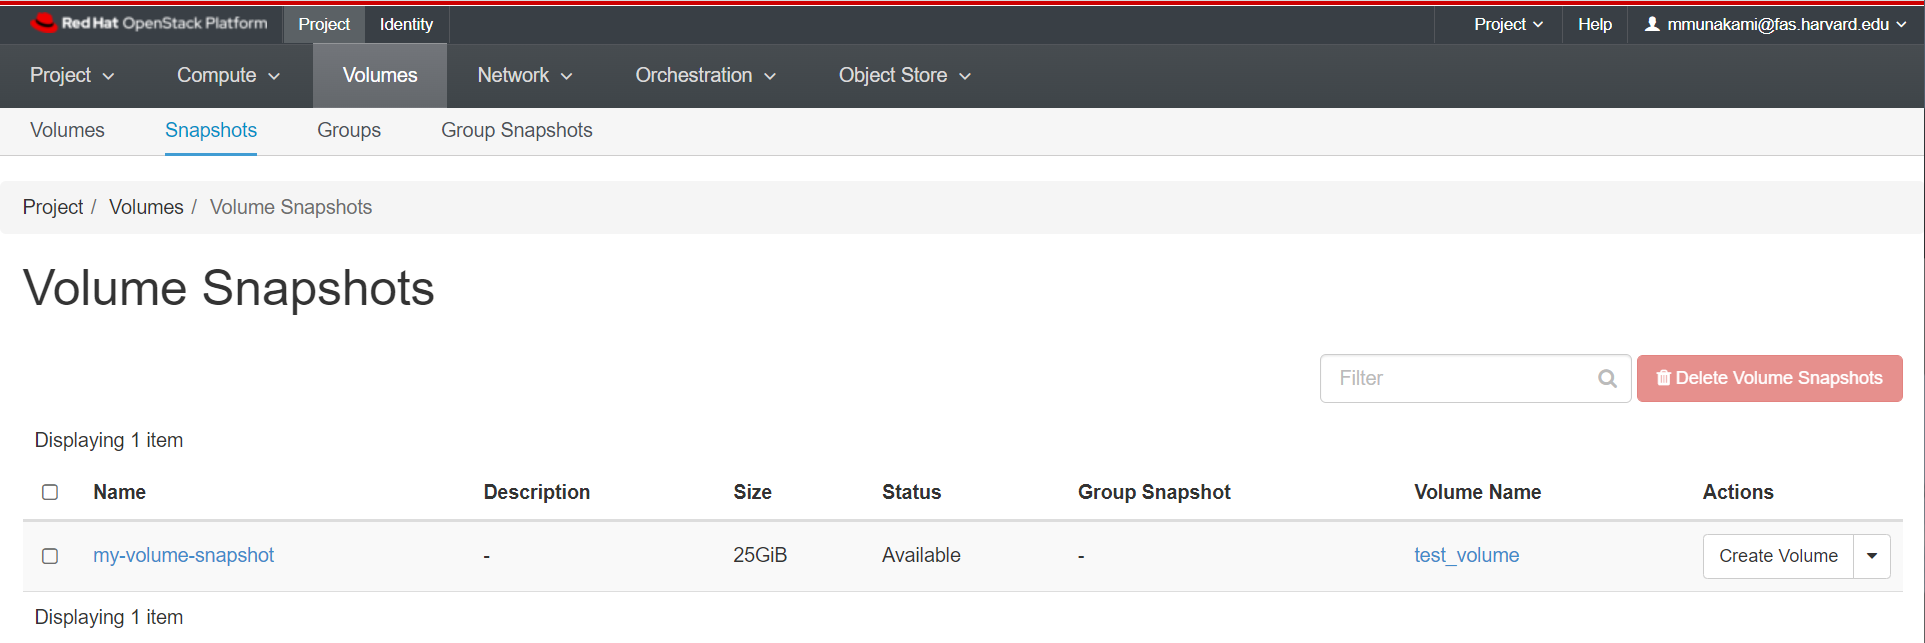 Red Hat OpenStack Platform Project Identity Project Help mmunakami@fas.harvard.edu
Project Compute Volumes Network Orchestration Object Store
Volumes Snapshots Groups Group Snapshots
Project / Volumes / Volume Snapshots
Volume Snapshots
Filter Delete Volume Snapshots
Displaying 1 item
Name Description Size Status Group Snapshot Volume Name Actions
my-volume-snapshot - 25GiB Available - test_volume Create Volume
Displaying 1 item